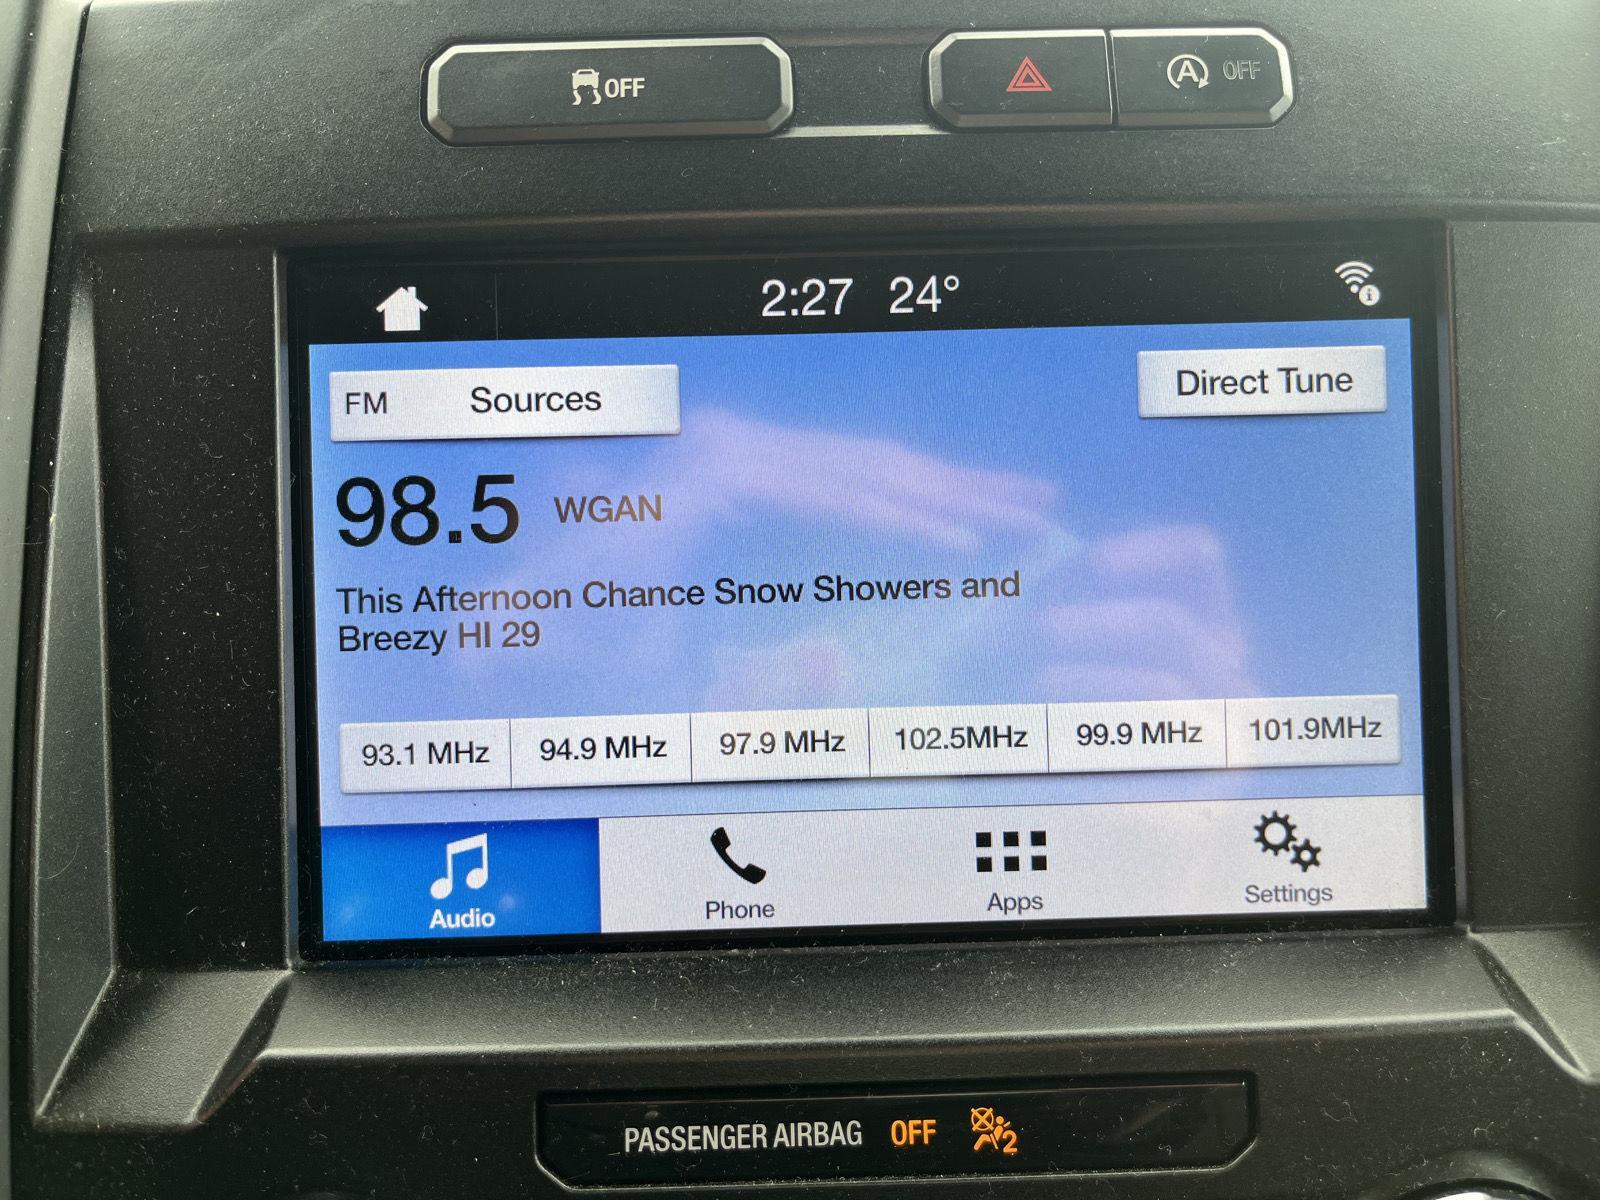 OFF
A OFF
2:27 24°
i
FM Sources
Direct Tune
98.5 WGAN
This Afternoon Chance Snow Showers and
Breezy HI 29
93.1 MHz 94.9 MHz 97.9 MHz 102.5MHz 99.9 MHz 101.9MHz
Audio Phone Apps Settings
PASSENGER AIRBAG OFF 2